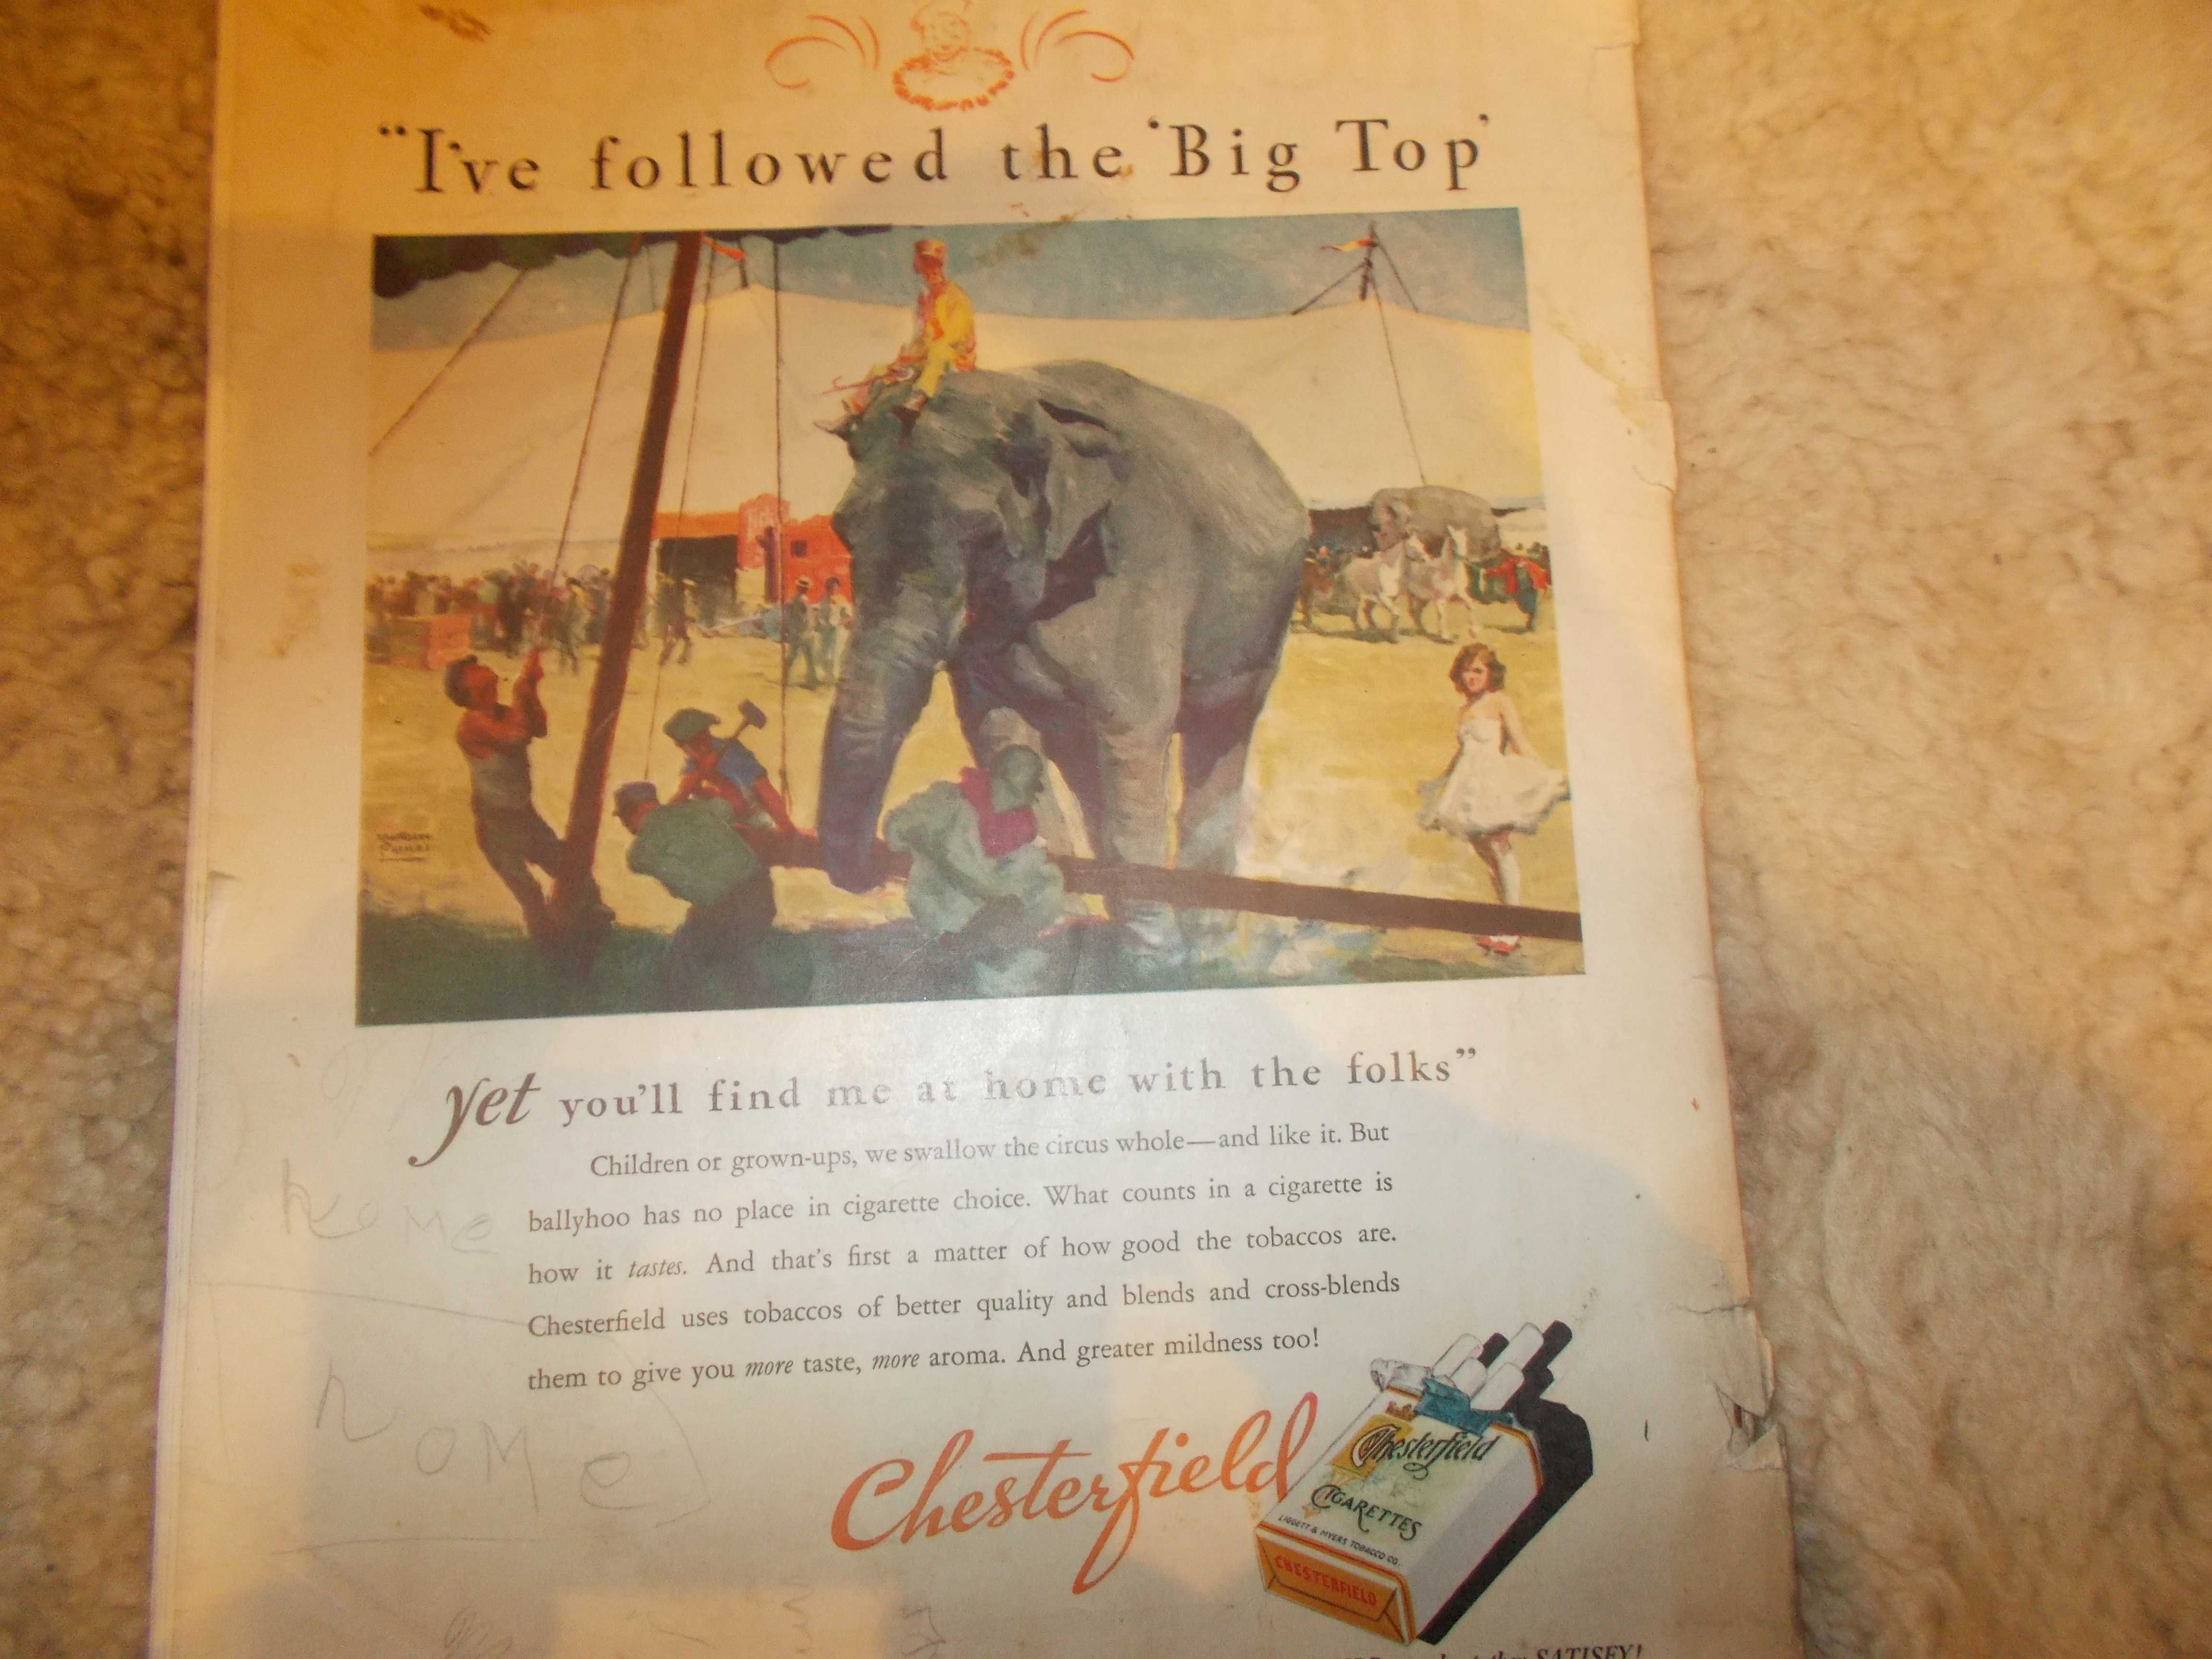 "I've followed the 'Big Top'
yet you'll find me at home with the folks"
Children or grown-ups, we swallow the circus whole—and like it. But
ballyhoo has no place in cigarette choice. What counts in a cigarette is
how it tastes. And that's first a matter of how good the tobaccos are.
Chesterfield uses tobaccos of better quality and blends and cross-blends
them to give you more taste, more aroma. And greater mildness too!
home
home
Chesterfield
Chesterfield
CIGARETTES
LIGGETT & MYERS TOBACCO CO.
CHESTERFIELD
SATISFY!